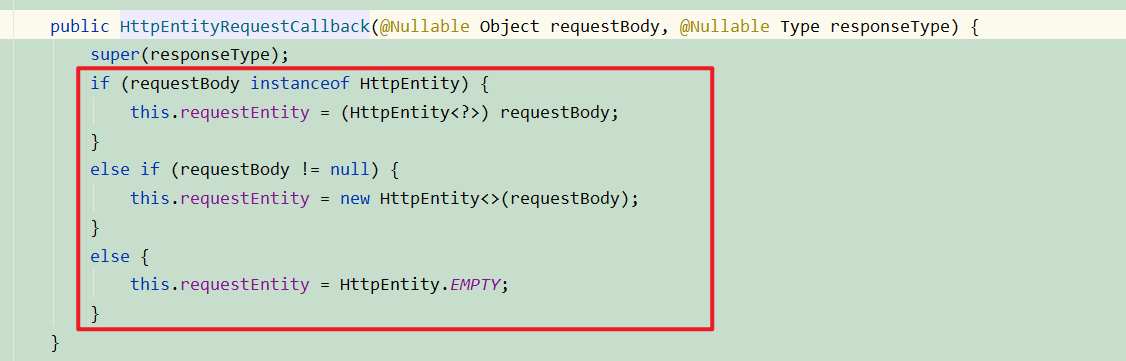 public HttpEntityRequestCallback(@Nullable Object requestBody, @Nullable Type responseType) {
super(responseType);
if (requestBody instanceof HttpEntity) {
this.requestEntity = (HttpEntity<?>) requestBody;
}
else if (requestBody != null) {
this.requestEntity = new HttpEntity<>(requestBody);
}
else {
this.requestEntity = HttpEntity.EMPTY;
}
}